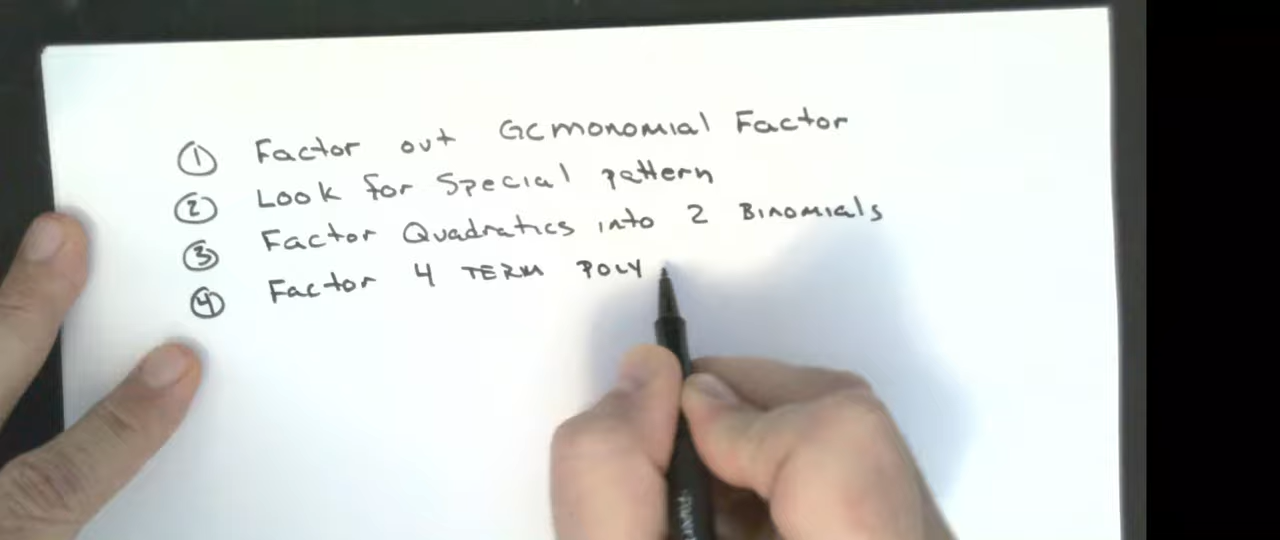 ① Factor out GCmonomial Factor
② Look for Special pattern
③ Factor Quadratics into 2 Binomials
④ Factor 4 TERM POLY